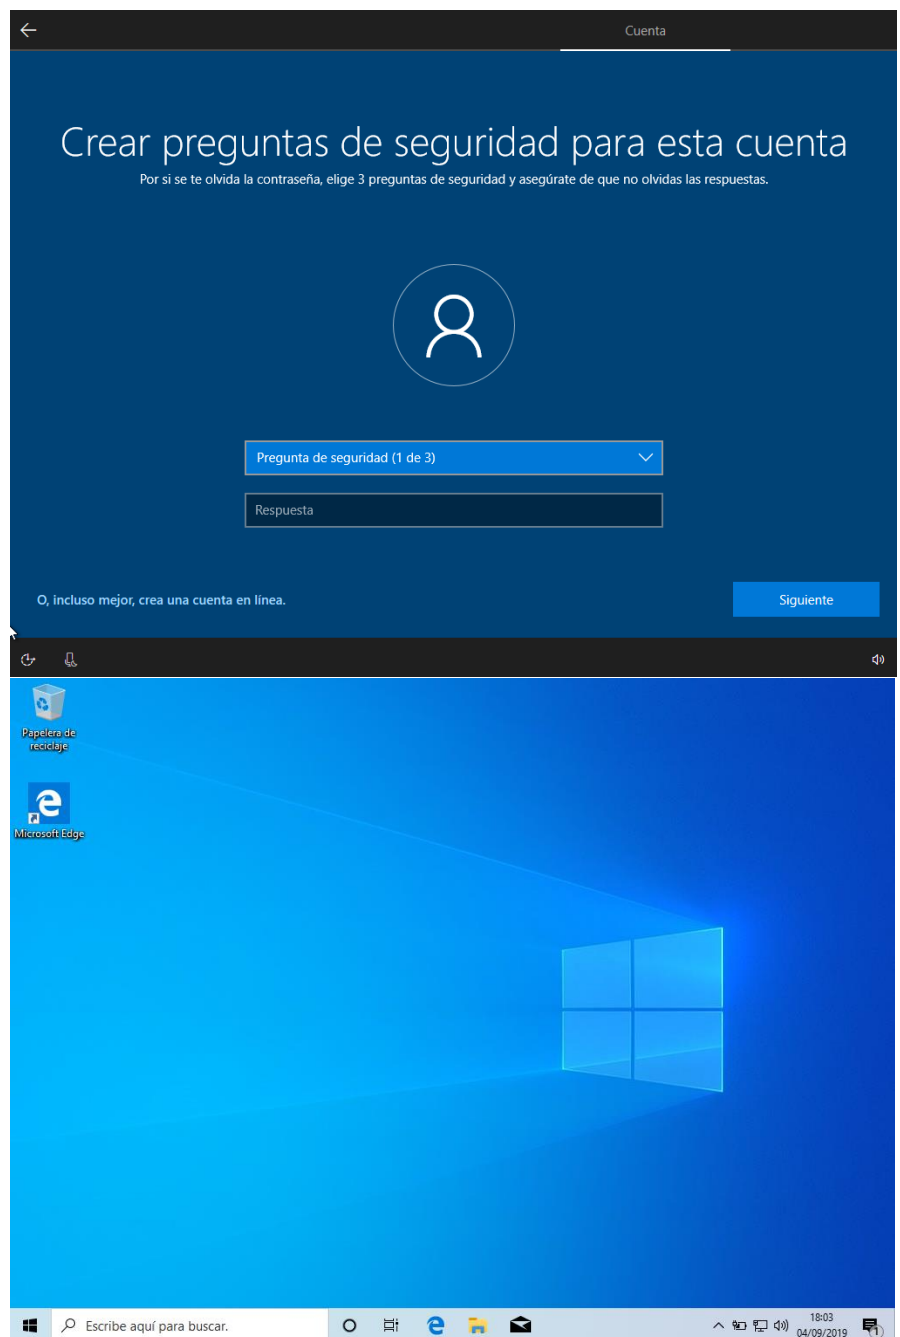 Cuenta
Crear preguntas de seguridad para esta cuenta
Por si se te olvida la contraseña, elige 3 preguntas de seguridad y asegúrate de que no olvidas las respuestas.
Pregunta de seguridad (1 de 3)
Respuesta
O, incluso mejor, crea una cuenta en línea.
Siguiente
Papelera de
reciclaje
Microsoft Edge
Escribe aquí para buscar.
18:03
04/09/2019
1